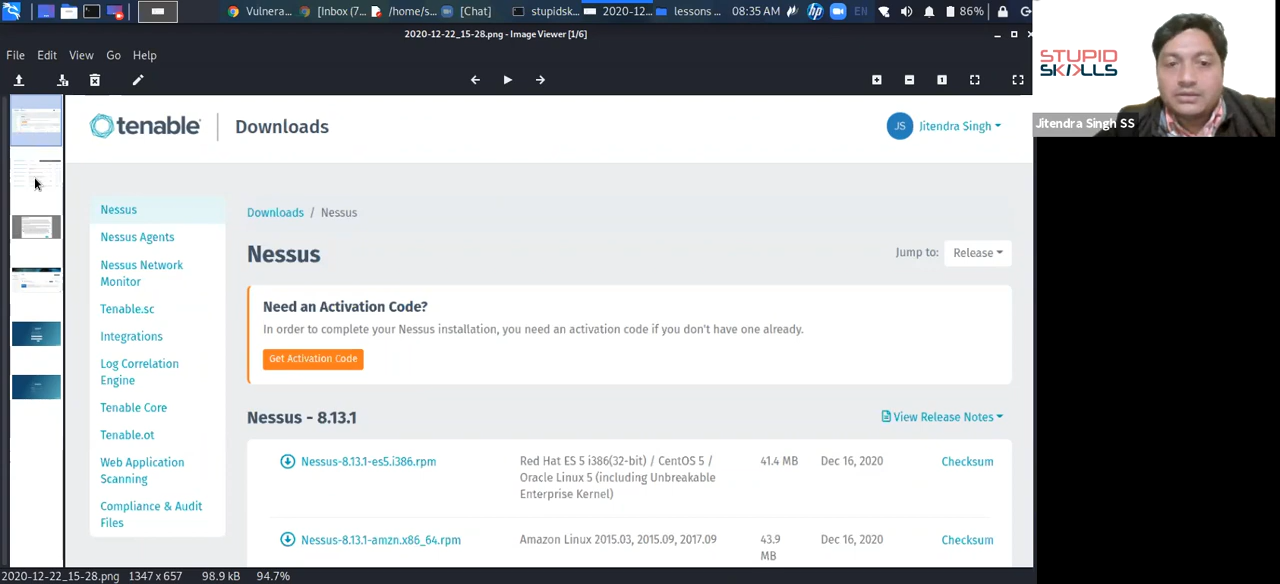 Vulnera...
[Inbox (7...
/home/s...
[Chat]
stupidsk...
2020-12...
lessons ...
08:35 AM
hp
EN
86%
2020-12-22_15-28.png - Image Viewer [1/6]
File Edit View Go Help
tenable Downloads
JS Jitendra Singh
STUPID
SKILLS
Jitendra Singh SS
Nessus
Nessus Agents
Nessus Network
Monitor
Tenable.sc
Integrations
Log Correlation
Engine
Tenable Core
Tenable.ot
Web Application
Scanning
Compliance & Audit
Files
Downloads / Nessus
Nessus
Jump to: Release
Need an Activation Code?
In order to complete your Nessus installation, you need an activation code if you don't have one already.
Get Activation Code
Nessus - 8.13.1
View Release Notes
Nessus-8.13.1-es5.i386.rpm
Red Hat ES 5 i386(32-bit) / CentOS 5 /
Oracle Linux 5 (including Unbreakable
Enterprise Kernel)
41.4 MB
Dec 16, 2020
Checksum
Nessus-8.13.1-amzn.x86_64.rpm
Amazon Linux 2015.03, 2015.09, 2017.09
43.9
MB
Dec 16, 2020
Checksum
2020-12-22_15-28.png 1347 x 657 98.9 kB 94.7%